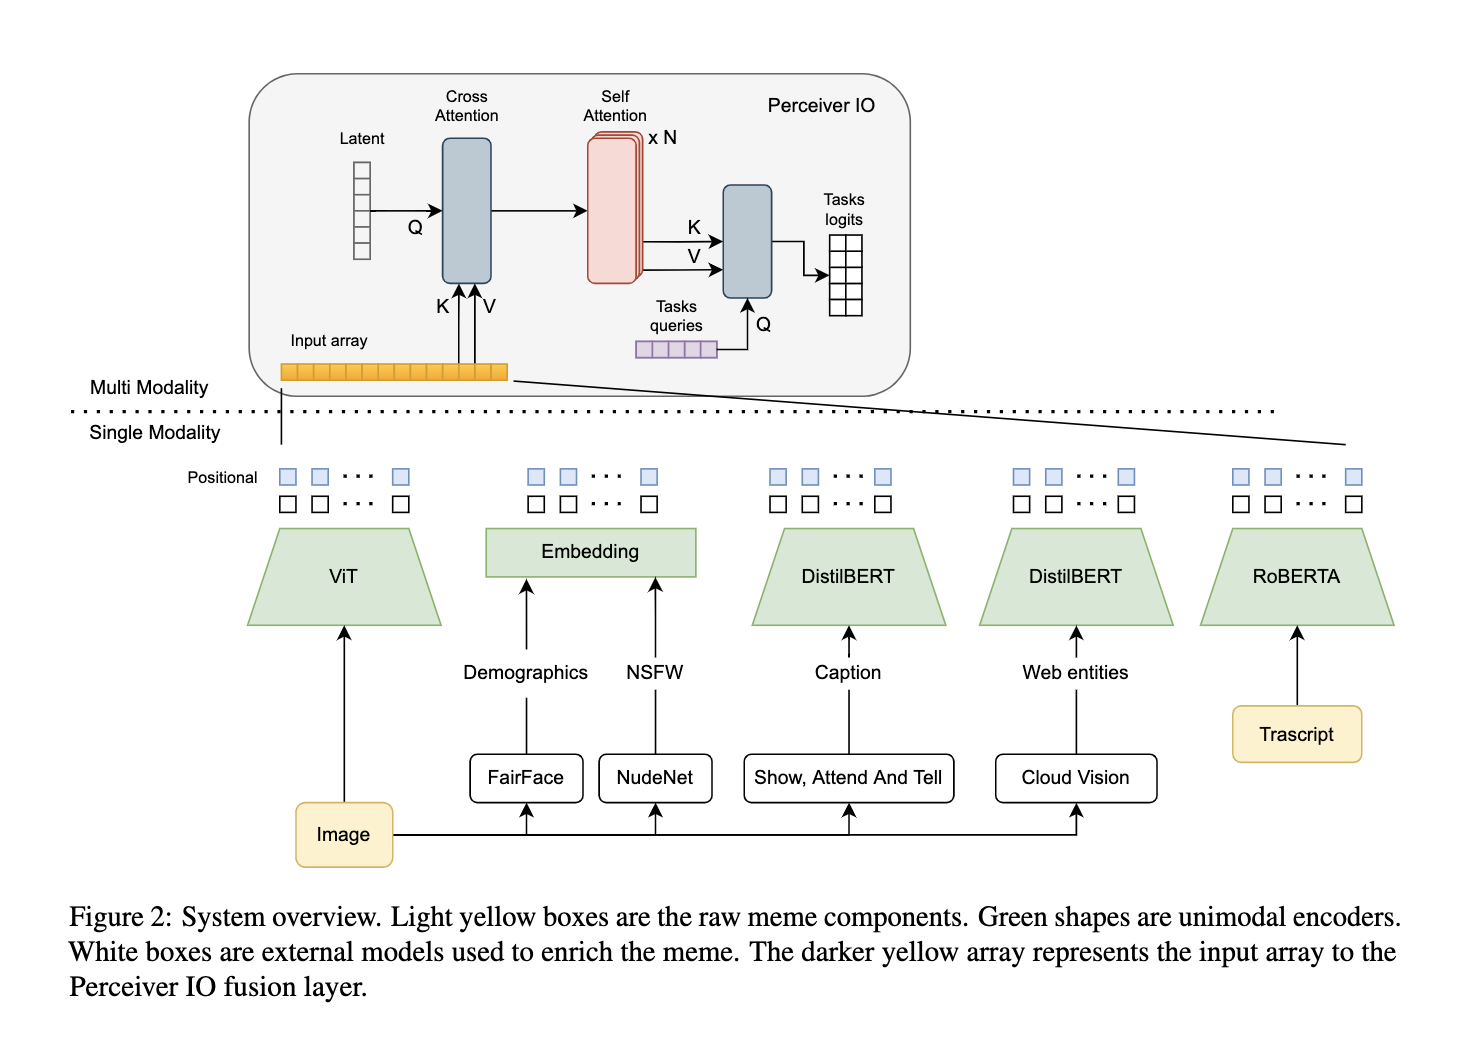 Cross
Attention
Self
Attention
Perceiver IO
x N
Latent
Q
K
V
Tasks
logits
K
V
Tasks
queries
Q
Input array
Multi Modality
Single Modality
Positional
ViT
Embedding
DistilBERT
DistilBERT
RoBERTA
Demographics
NSFW
Caption
Web entities
Trascript
FairFace
NudeNet
Show, Attend And Tell
Cloud Vision
Image
Figure 2: System overview. Light yellow boxes are the raw meme components. Green shapes are unimodal encoders.
White boxes are external models used to enrich the meme. The darker yellow array represents the input array to the
Perceiver IO fusion layer.